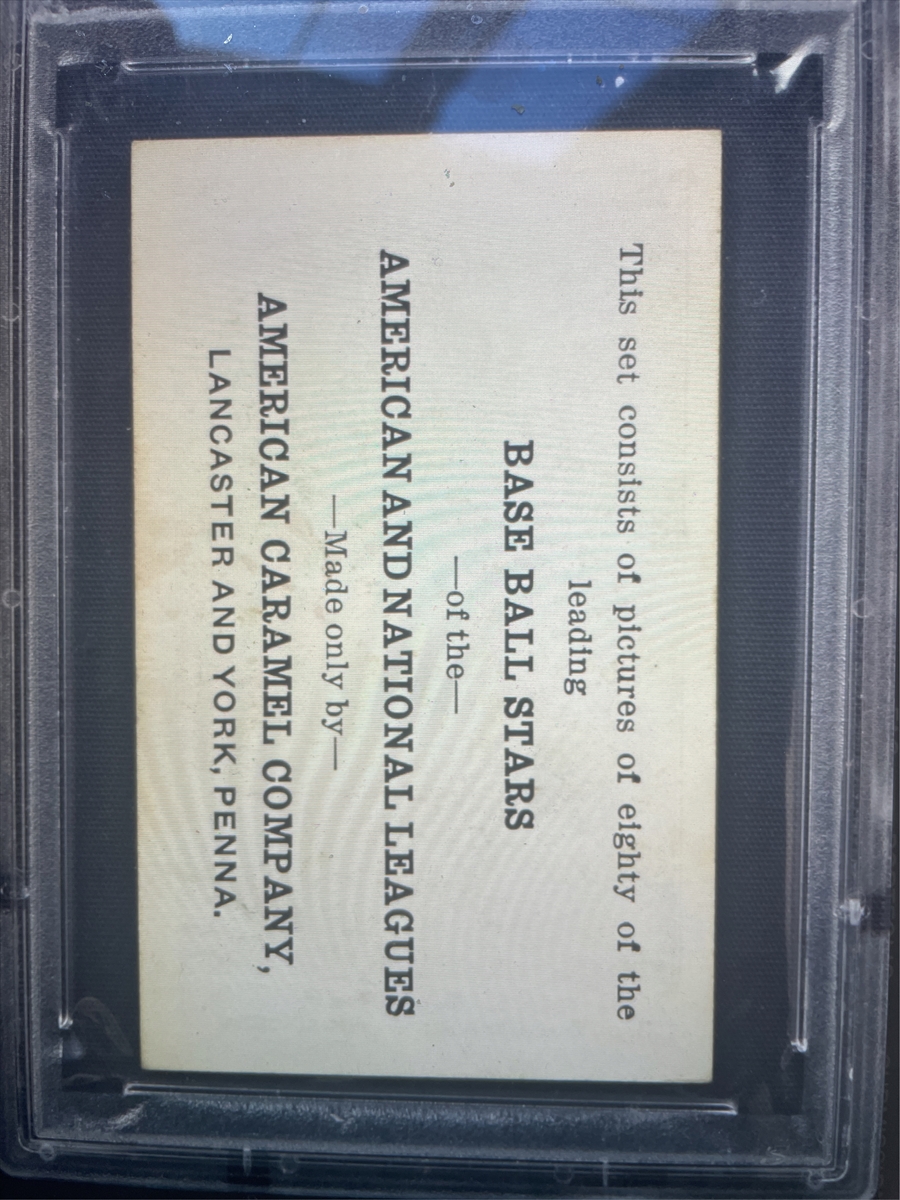 This set consists of pictures of eighty of the
leading
BASE BALL STARS
—of the—
AMERICAN AND NATIONAL LEAGUES
—Made only by—
AMERICAN CARAMEL COMPANY,
LANCASTER AND YORK, PENNA.